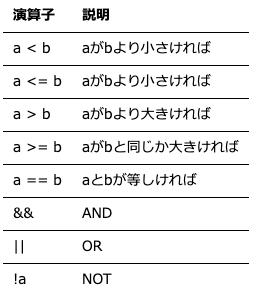 演算子 説明
a < b aがbより小さければ
a <= b aがbより小さければ
a > b aがbより大きければ
a >= b aがbと同じか大きければ
a == b aとbが等しければ
&& AND
|| OR
!a NOT